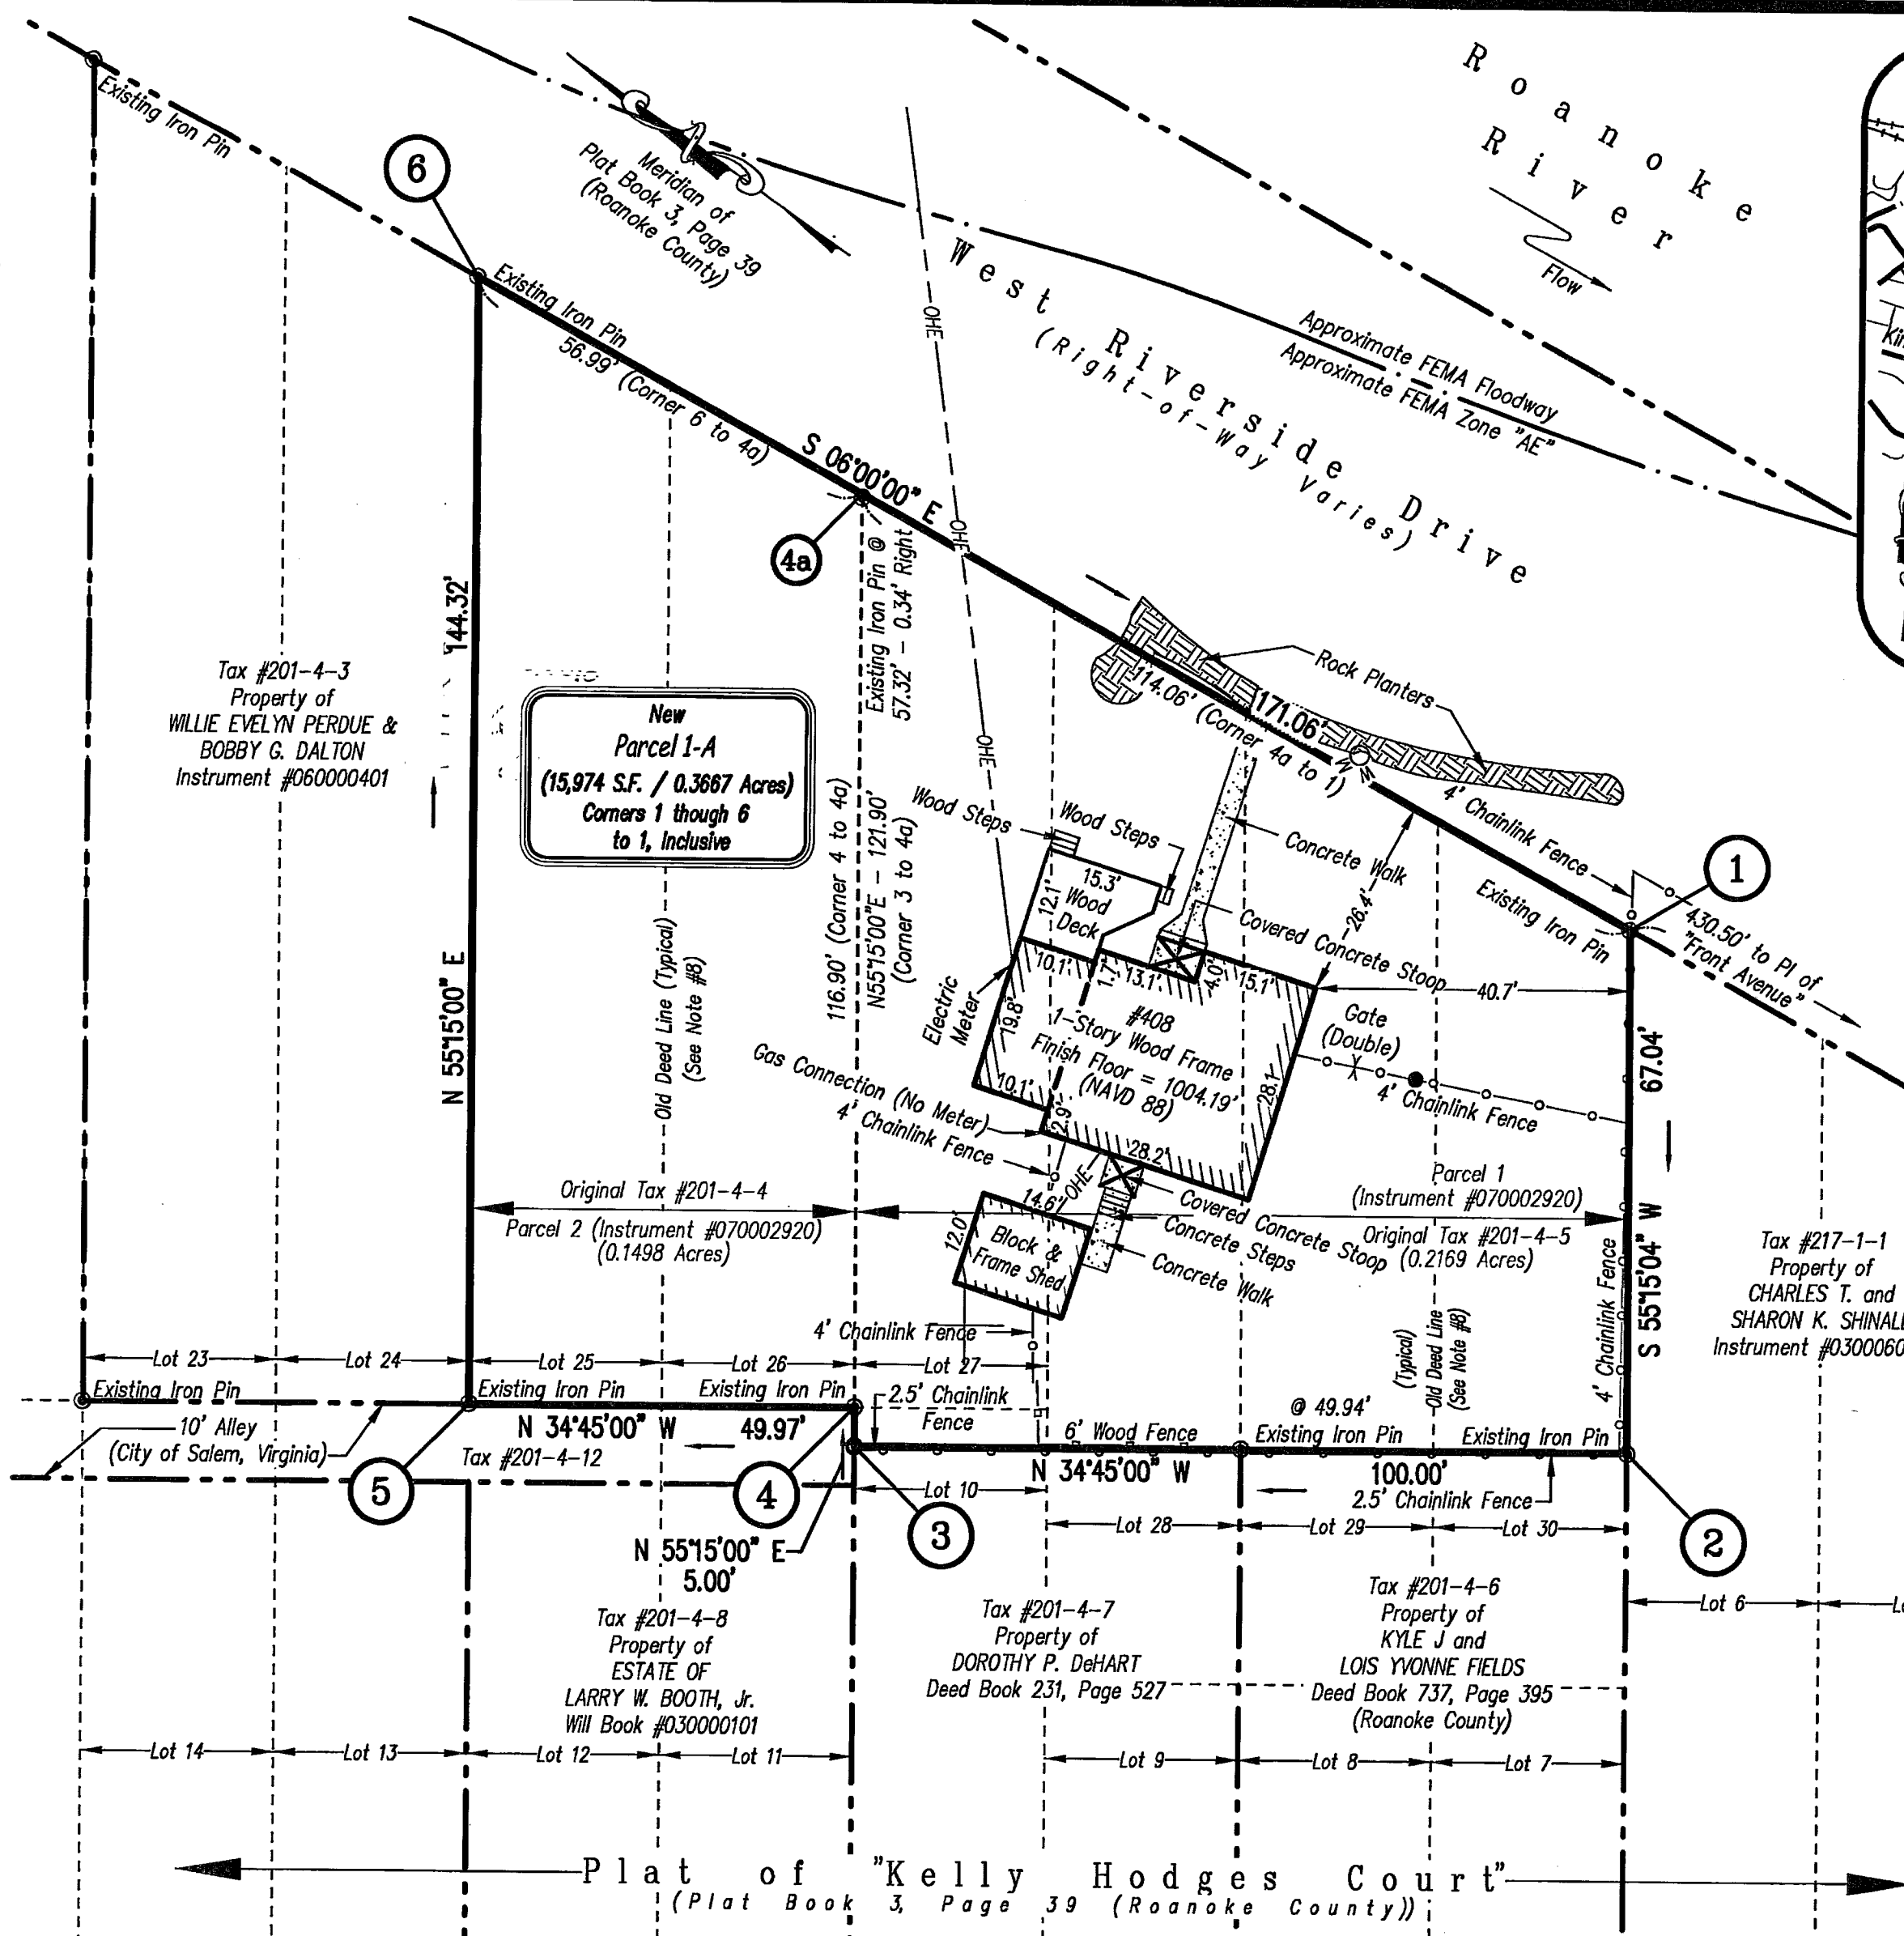 Roanoke
River
Flow
Existing Iron Pin
6
Meridian of
Plat Book 3, Page 39
(Roanoke County)
West Riverside Drive
(Right-of-Way Varies)
Approximate FEMA Floodway
Approximate FEMA Zone "AE"
Existing Iron Pin
56.99' (Corner 6 to 4a)
S 06°00'00" E
171.06'
OHE
OHE
OHE
4a
Existing Iron Pin @
57.32' - 0.34' Right
114.06' (Corner 4a to 1)
Rock Planters
W
M
4' Chainlink Fence
1
Existing Iron Pin
430.50' to PI of
"Front Avenue"
144.32'
N 55°15'00" E
Tax #201-4-3
Property of
WILLIE EVELYN PERDUE &
BOBBY G. DALTON
Instrument #060000401
New
Parcel 1-A
(15,974 S.F. / 0.3667 Acres)
Corners 1 though 6
to 1, Inclusive
Old Deed Line (Typical)
(See Note #8)
116.90' (Corner 4 to 4a)
N55°15'00"E - 121.90'
(Corner 3 to 4a)
Wood Steps
Wood Steps
Concrete Walk
15.3'
12.1'
Wood
Deck
Covered Concrete Stoop
26.4'
40.7'
10.1'
1.7'
13.1'
4.0'
15.1'
Electric
Meter
19.8'
#408
1-Story Wood Frame
Finish Floor = 1004.19'
(NAVD 88)
28.1'
Gate
(Double)
4' Chainlink Fence
67.04'
S 55°15'04" W
4' Chainlink Fence
Gas Connection (No Meter)
4' Chainlink Fence
10.1'
2.9'
28.2'
OHE
14.6'
12.0'
Block &
Frame Shed
Covered Concrete Stoop
Concrete Steps
Concrete Walk
Original Tax #201-4-4
Parcel 2 (Instrument #070002920)
(0.1498 Acres)
Parcel 1
(Instrument #070002920)
Original Tax #201-4-5
(0.2169 Acres)
Tax #217-1-1
Property of
CHARLES T. and
SHARON K.
4' Chainlink Fence
(Typical)
Old Deed Line
(See Note #8)
Lot 23
Lot 24
Lot 25
Lot 26
Lot 27
Existing Iron Pin
Existing Iron Pin
Existing Iron Pin
2.5' Chainlink
Fence
10' Alley
(City of Salem, Virginia)
N 34°45'00" W 49.97'
Tax #201-4-12
6' Wood Fence
@ 49.94'
Existing Iron Pin
Existing Iron Pin
N 34°45'00" W
100.00'
2.5' Chainlink Fence
5
4
3
2
Lot 10
Lot 28
Lot 29
Lot 30
N 55°15'00" E
5.00'
Lot 6
Tax #201-4-8
Property of
ESTATE OF
LARRY W. BOOTH, Jr.
Will Book #030000101
Tax #201-4-7
Property of
DOROTHY P. DeHART
Deed Book 231, Page 527
Tax #201-4-6
Property of
KYLE J and
LOIS YVONNE FIELDS
Deed Book 737, Page 395
(Roanoke County)
Lot 14
Lot 13
Lot 12
Lot 11
Lot 9
Lot 8
Lot 7
Plat of "Kelly Hodges Court"
(Plat Book 3, Page 39 (Roanoke County))